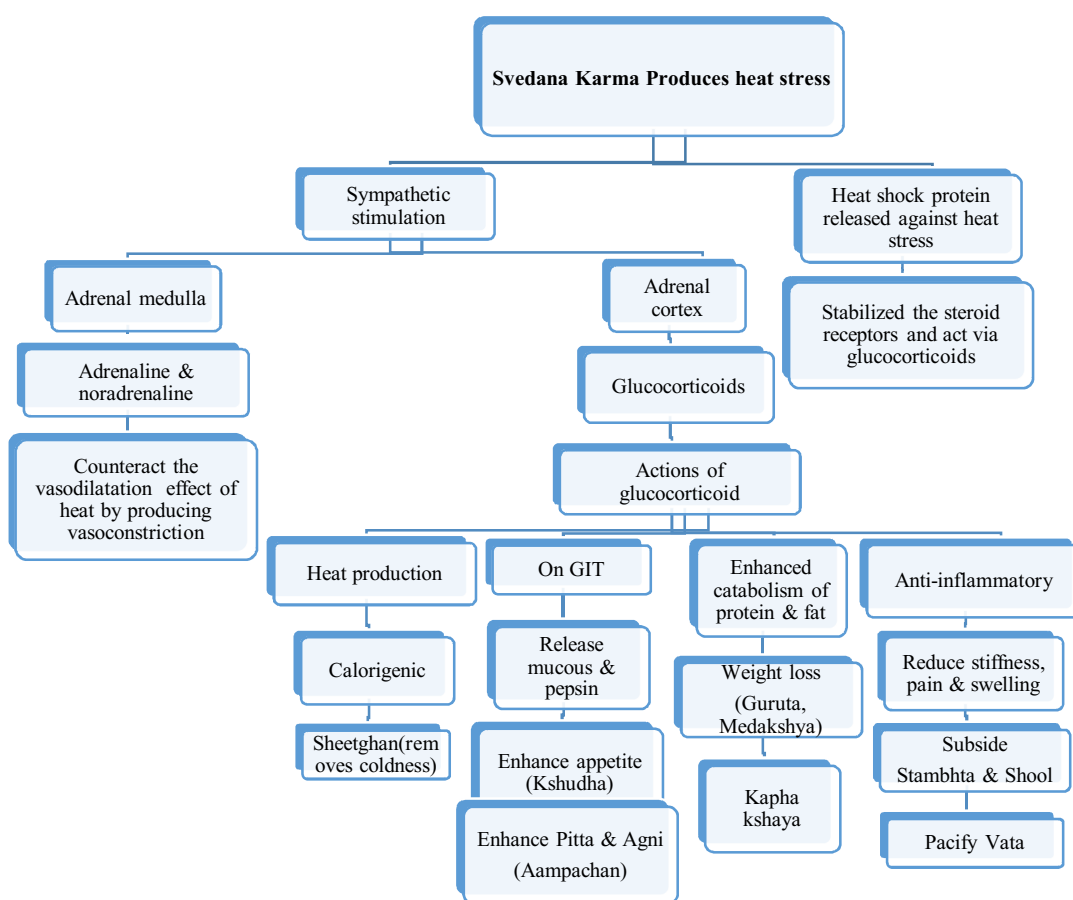 Svedana Karma Produces heat stress
Sympathetic
stimulation
Heat shock protein
released against heat
stress
Adrenal medulla
Adrenal
cortex
Stabilized the steroid
receptors and act via
glucocorticoids
Adrenaline &
noradrenaline
Glucocorticoids
Counteract the
vasodilatation effect of
heat by producing
vasoconstriction
Actions of
glucocorticoid
Heat production
On GIT
Enhanced
catabolism of
protein & fat
Anti-inflammatory
Calorigenic
Release
mucous &
pepsin
Weight loss
(Guruta,
Medakshya)
Reduce stiffness,
pain & swelling
Sheetghan(rem
oves coldness)
Enhance appetite
(Kshudha)
Kapha
kshaya
Subside
Stambhta & Shool
Enhance Pitta & Agni
(Aampachan)
Pacify Vata